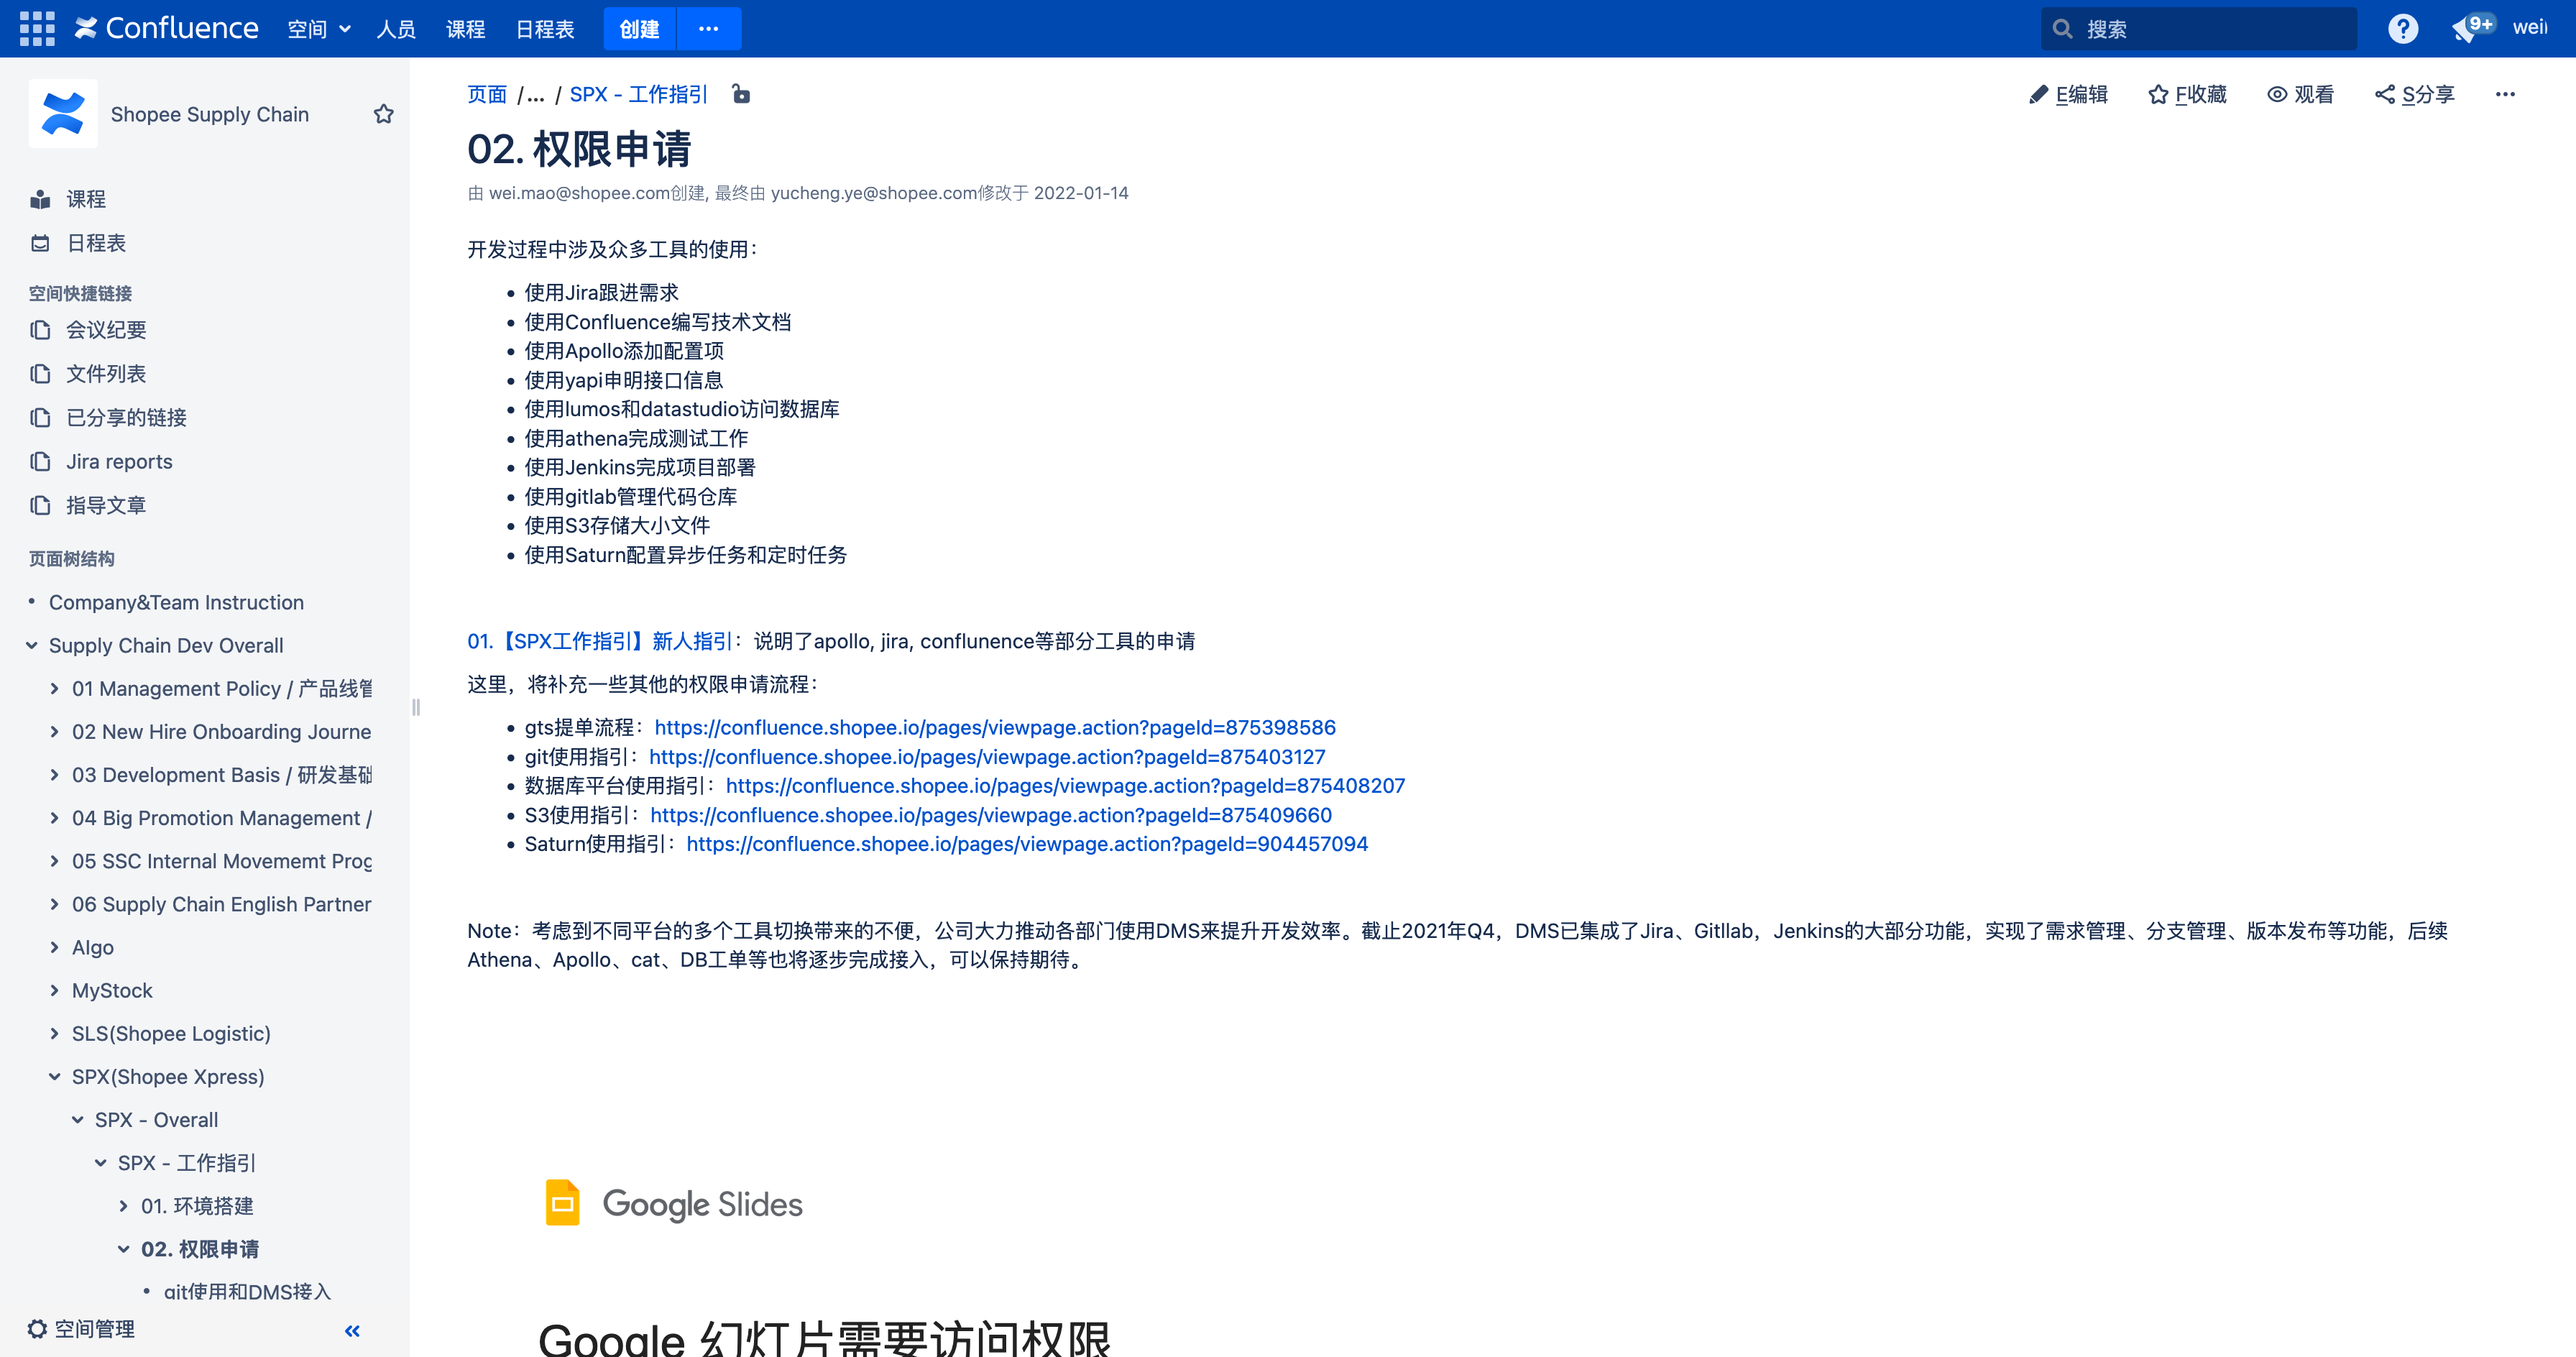 Confluence 空间 人员 课程 日程表 创建 ··· 搜索 9+ wei
Shopee Supply Chain
课程
日程表
空间快捷链接
会议纪要
文件列表
已分享的链接
Jira reports
指导文章
页面树结构
Company&Team Instruction
Supply Chain Dev Overall
01 Management Policy / 产品线管
02 New Hire Onboarding Journe
03 Development Basis / 研发基础
04 Big Promotion Management /
05 SSC Internal Movememt Prog
06 Supply Chain English Partner
Algo
MyStock
SLS(Shopee Logistic)
SPX(Shopee Xpress)
SPX - Overall
SPX - 工作指引
01. 环境搭建
02. 权限申请
git使用和DMS接入
空间管理
页面 /... / SPX - 工作指引
E编辑 F收藏 观看 S分享 ···
02. 权限申请
由 wei.mao@shopee.com创建, 最终由 yucheng.ye@shopee.com修改于 2022-01-14
开发过程中涉及众多工具的使用：
使用Jira跟进需求
使用Confluence编写技术文档
使用Apollo添加配置项
使用yapi申明接口信息
使用lumos和datastudio访问数据库
使用athena完成测试工作
使用Jenkins完成项目部署
使用gitlab管理代码仓库
使用S3存储大小文件
使用Saturn配置异步任务和定时任务
01.【SPX工作指引】新人指引：说明了apollo, jira, conflunence等部分工具的申请
这里，将补充一些其他的权限申请流程：
gts提单流程：https://confluence.shopee.io/pages/viewpage.action?pageId=875398586
git使用指引：https://confluence.shopee.io/pages/viewpage.action?pageId=875403127
数据库平台使用指引：https://confluence.shopee.io/pages/viewpage.action?pageId=875408207
S3使用指引：https://confluence.shopee.io/pages/viewpage.action?pageId=875409660
Saturn使用指引：https://confluence.shopee.io/pages/viewpage.action?pageId=904457094
Note：考虑到不同平台的多个工具切换带来的不便，公司大力推动各部门使用DMS来提升开发效率。截止2021年Q4，DMS已集成了Jira、Gitllab，Jenkins的大部分功能，实现了需求管理、分支管理、版本发布等功能，后续
Athena、Apollo、cat、DB工单等也将逐步完成接入，可以保持期待。
Google Slides
Google 幻灯片需要访问权限